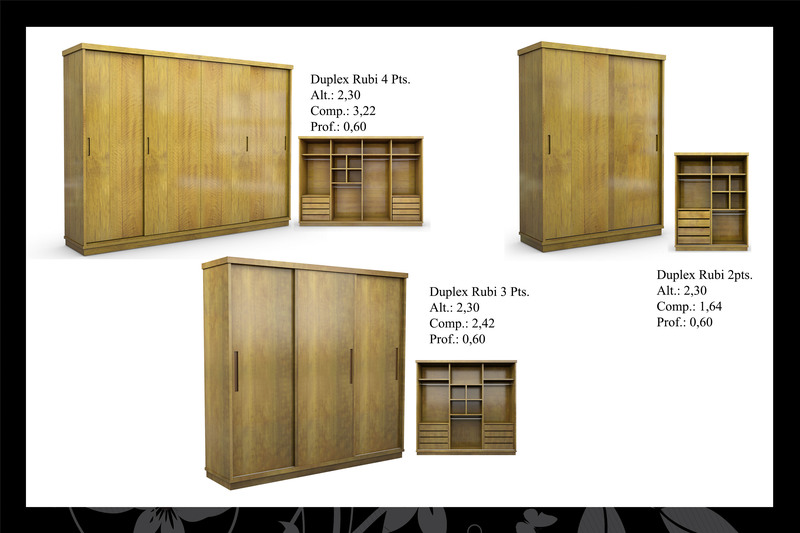 Duplex Rubi 4 Pts.
Alt.: 2,30
Comp.: 3,22
Prof.: 0,60
Duplex Rubi 2pts.
Alt.: 2,30
Comp.: 1,64
Prof.: 0,60
Duplex Rubi 3 Pts.
Alt.: 2,30
Comp.: 2,42
Prof.: 0,60